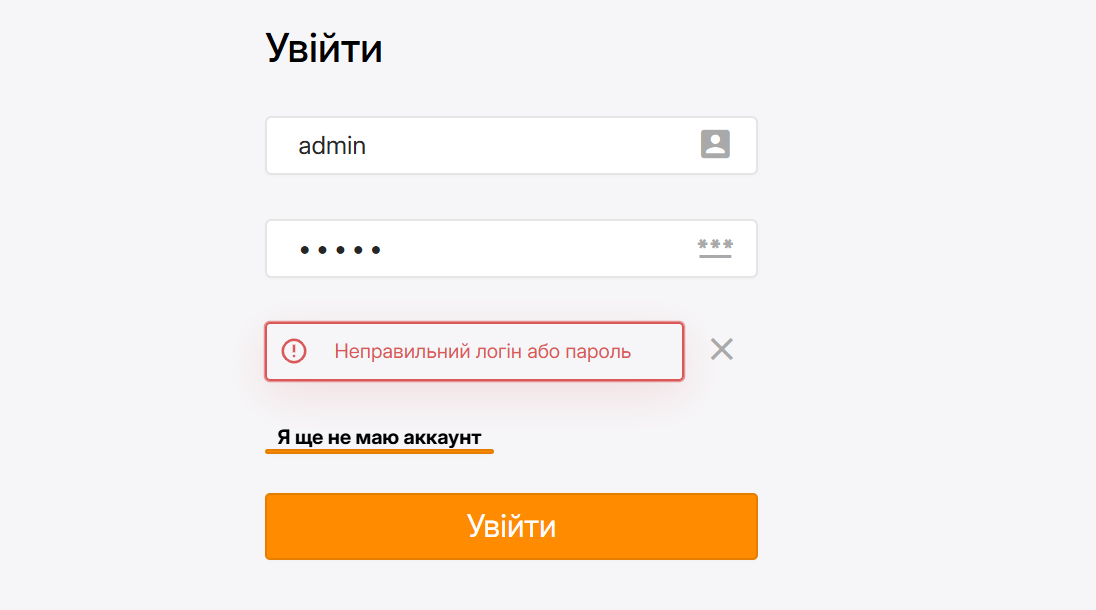 Увійти
admin
•••••
***
Неправильний логін або пароль
Я ще не маю аккаунт
Увійти